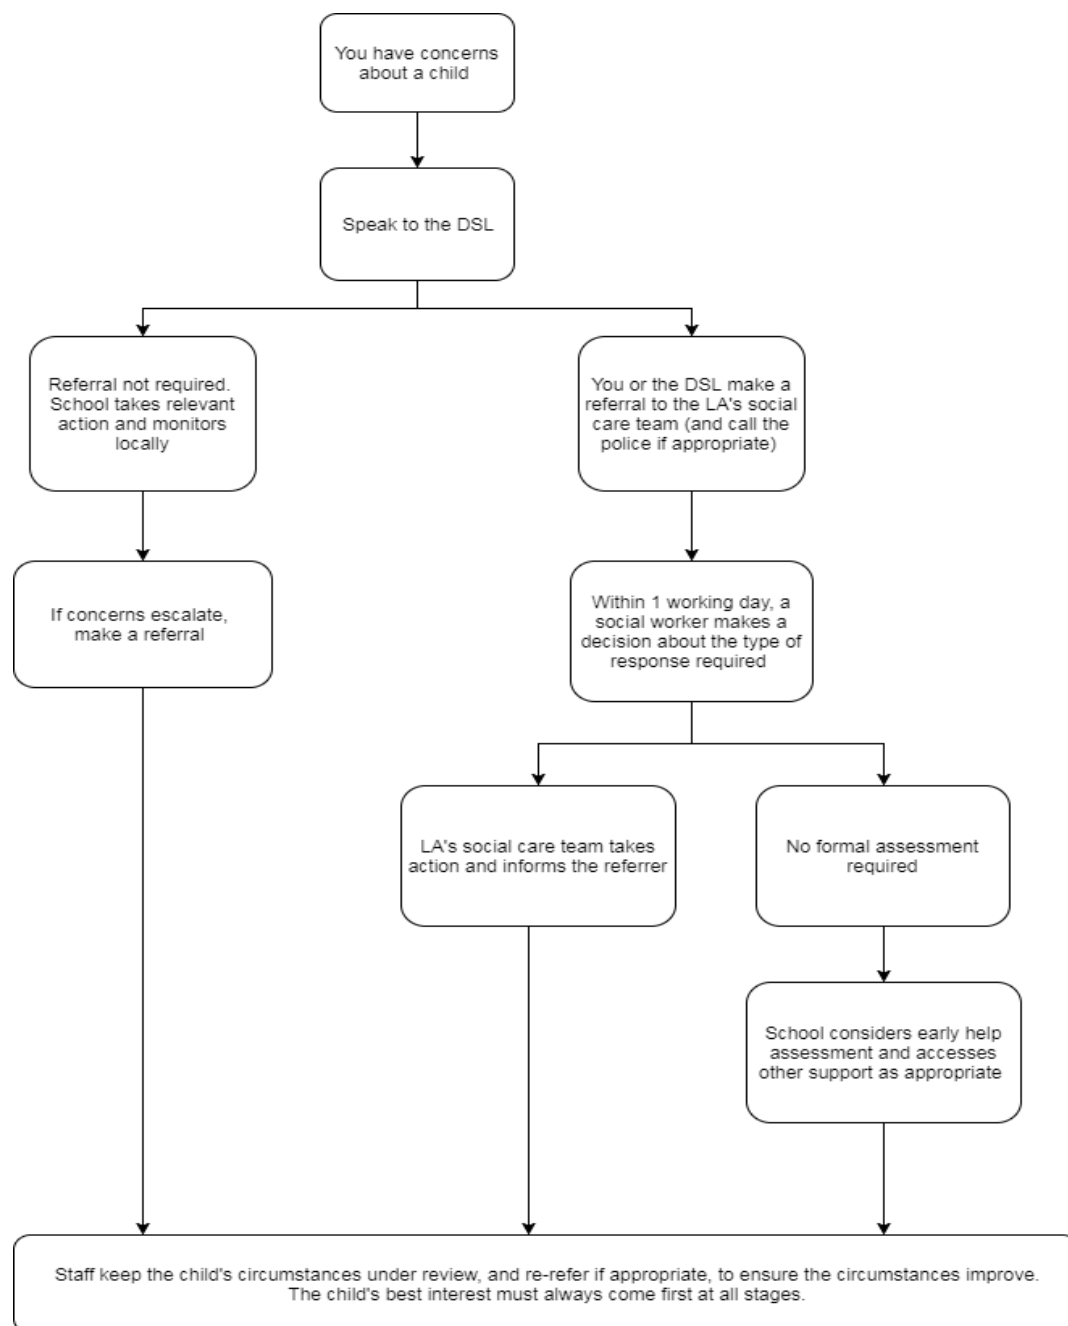 You have concerns
about a child
Speak to the DSL
Referral not required.
School takes relevant
action and monitors
locally
You or the DSL make a
referral to the LA's social
care team (and call the
police if appropriate)
If concerns escalate,
make a referral
Within 1 working day, a
social worker makes a
decision about the type of
response required
LA's social care team takes
action and informs the referrer
No formal assessment
required
School considers early help
assessment and accesses
other support as appropriate
Staff keep the child's circumstances under review, and re-refer if appropriate, to ensure the circumstances improve.
The child's best interest must always come first at all stages.